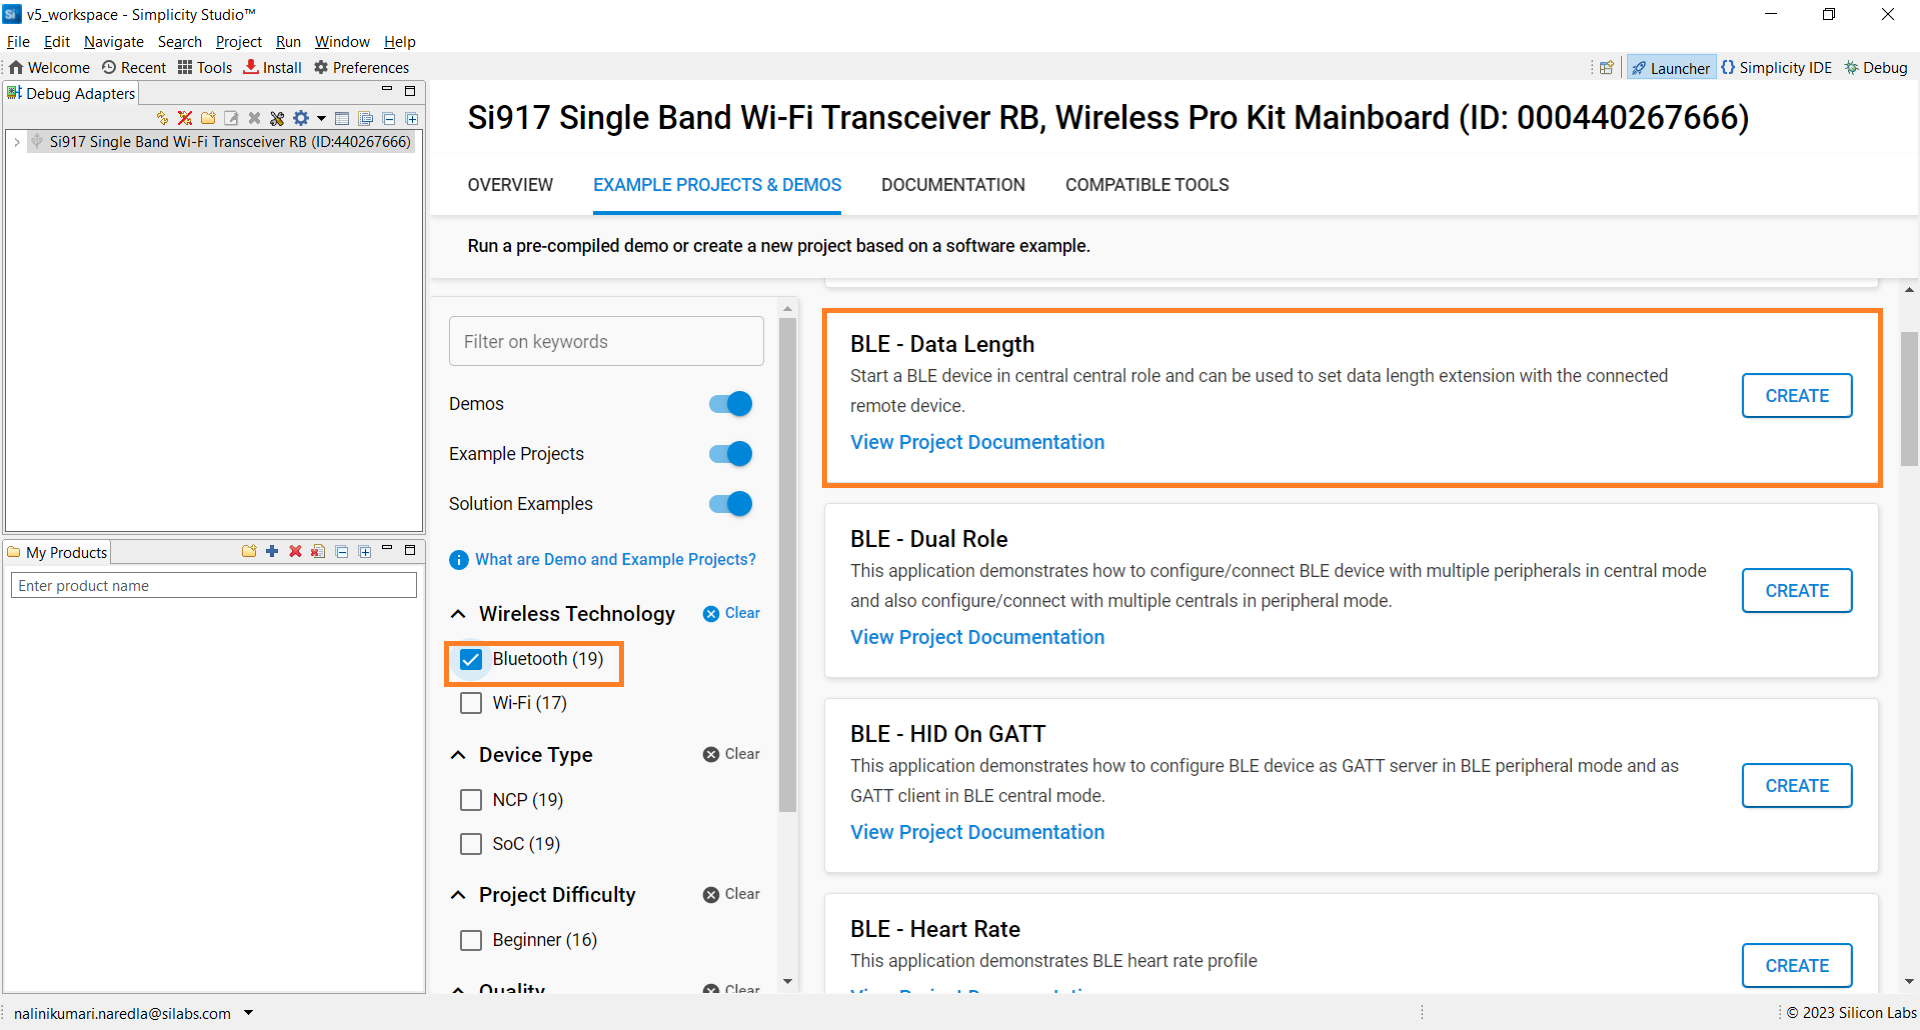 v5_workspace - Simplicity Studio™
File Edit Navigate Search Project Run Window Help
Welcome Recent Tools Install Preferences
Launcher Simplicity IDE Debug
Debug Adapters
Si917 Single Band Wi-Fi Transceiver RB (ID:440267666)
My Products
Enter product name
Si917 Single Band Wi-Fi Transceiver RB, Wireless Pro Kit Mainboard (ID: 000440267666)
OVERVIEW EXAMPLE PROJECTS & DEMOS DOCUMENTATION COMPATIBLE TOOLS
Run a pre-compiled demo or create a new project based on a software example.
Filter on keywords
Demos
Example Projects
Solution Examples
What are Demo and Example Projects?
Wireless Technology Clear
Bluetooth (19)
Wi-Fi (17)
Device Type Clear
NCP (19)
SoC (19)
Project Difficulty Clear
Beginner (16)
Quality Clear
BLE - Data Length
Start a BLE device in central central role and can be used to set data length extension with the connected
remote device.
View Project Documentation
CREATE
BLE - Dual Role
This application demonstrates how to configure/connect BLE device with multiple peripherals in central mode
and also configure/connect with multiple centrals in peripheral mode.
View Project Documentation
CREATE
BLE - HID On GATT
This application demonstrates how to configure BLE device as GATT server in BLE peripheral mode and as
GATT client in BLE central mode.
View Project Documentation
CREATE
BLE - Heart Rate
This application demonstrates BLE heart rate profile
View Project Documentation
CREATE
nalinikumari.naredla@silabs.com
© 2023 Silicon Labs